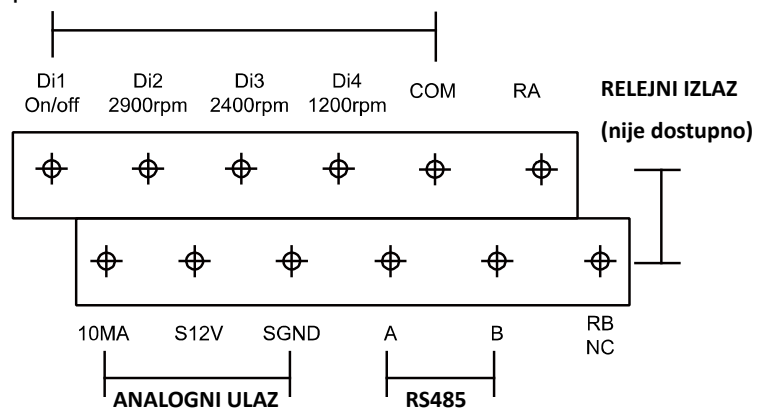 Di1 Di2 Di3 Di4 COM RA
On/off 2900rpm 2400rpm 1200rpm
RELEJNI IZLAZ
(nije dostupno)
10MA S12V SGND A B RB
NC
ANALOGNI ULAZ RS485